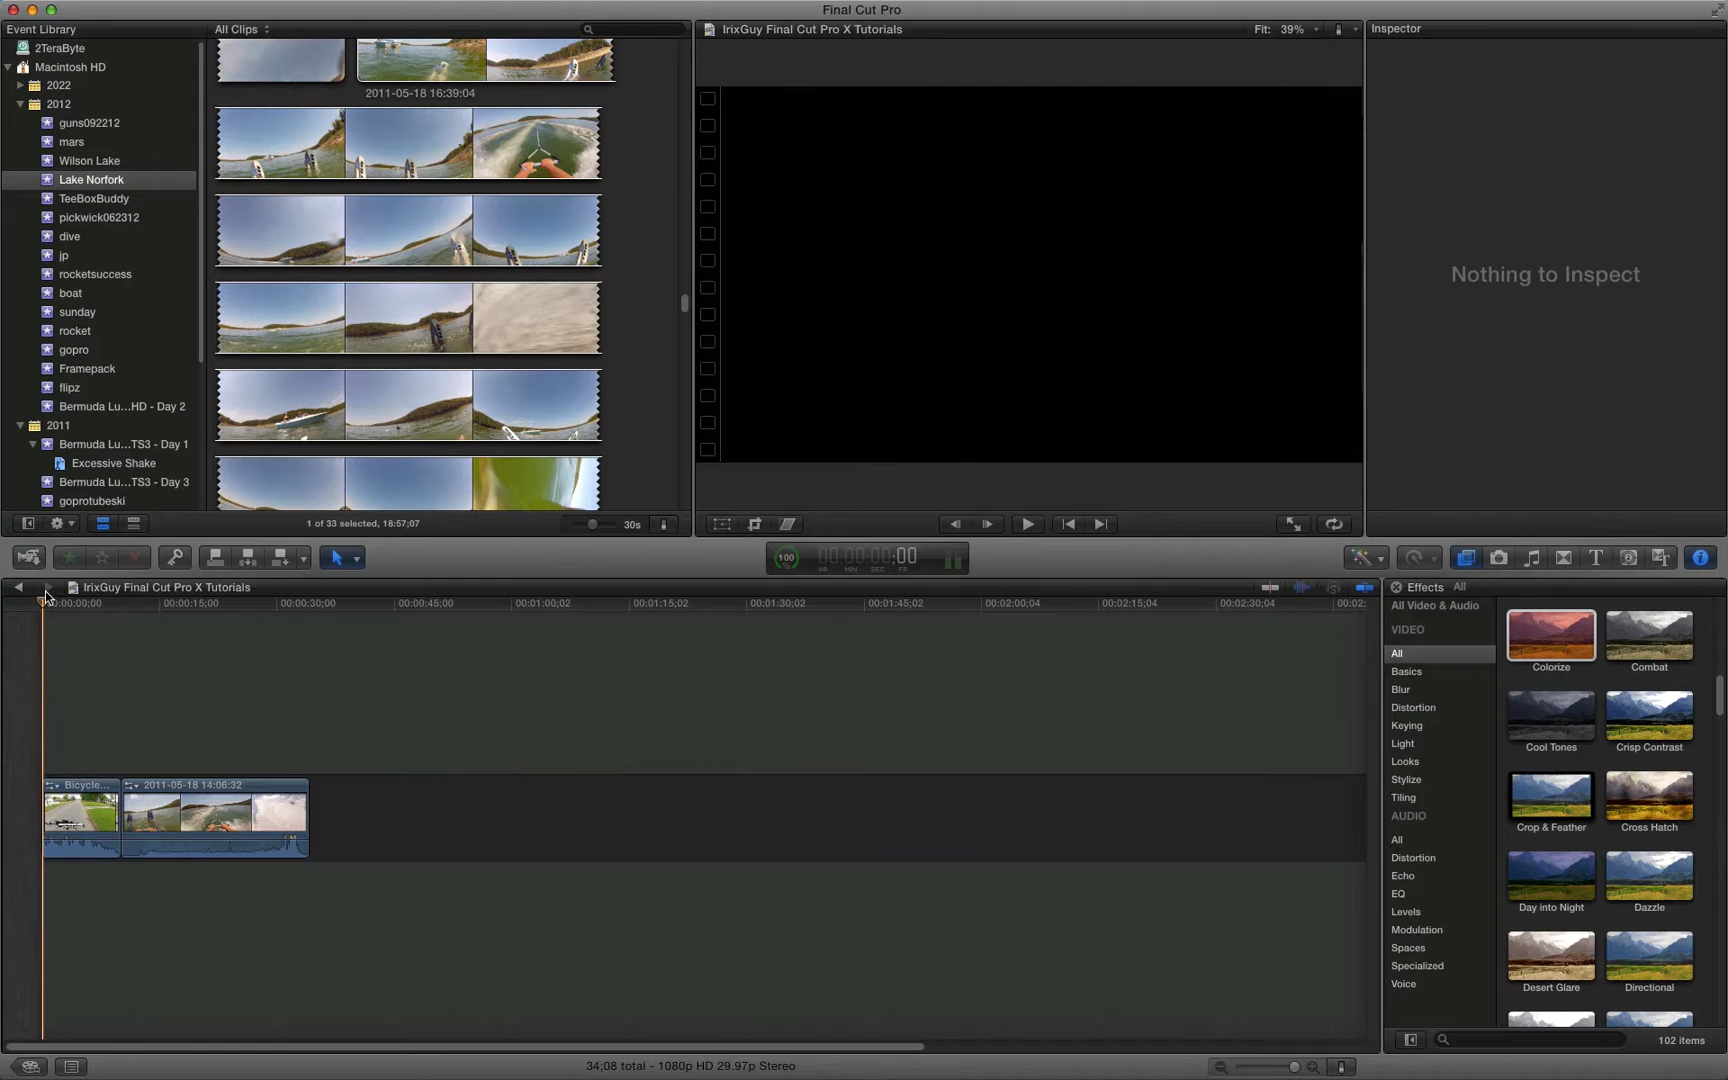 Final Cut Pro
Event Library
All Clips
IrixGuy Final Cut Pro X Tutorials
Fit: 39%
Inspector
2TeraByte
Macintosh HD
2022
2012
guns092212
mars
Wilson Lake
Lake Norfork
TeeBoxBuddy
pickwick062312
dive
jp
rocketsuccess
boat
sunday
rocket
gopro
Framepack
flipz
Bermuda Lu...HD - Day 2
2011
Bermuda Lu...TS3 - Day 1
Excessive Shake
Bermuda Lu...TS3 - Day 3
goprotubeski
2011-05-18 16:39:04
Nothing to Inspect
1 of 33 selected, 18:57;07
30s
100
00:00:00;00
HR MIN SEC FR
IrixGuy Final Cut Pro X Tutorials
00:00:15;00
00:00:30;00
00:00:45;00
00:01:00;02
00:01:15;02
00:01:30;02
00:01:45;02
00:02:00;04
00:02:15;04
00:02:30;04
00:02:
Bicycle...
2011-05-18 14:06:32
Effects
All
All Video & Audio
VIDEO
All
Basics
Blur
Distortion
Keying
Light
Looks
Stylize
Tiling
AUDIO
All
Distortion
Echo
EQ
Levels
Modulation
Spaces
Specialized
Voice
Colorize
Combat
Cool Tones
Crisp Contrast
Crop & Feather
Cross Hatch
Day into Night
Dazzle
Desert Glare
Directional
102 items
34;08 total - 1080p HD 29.97p Stereo